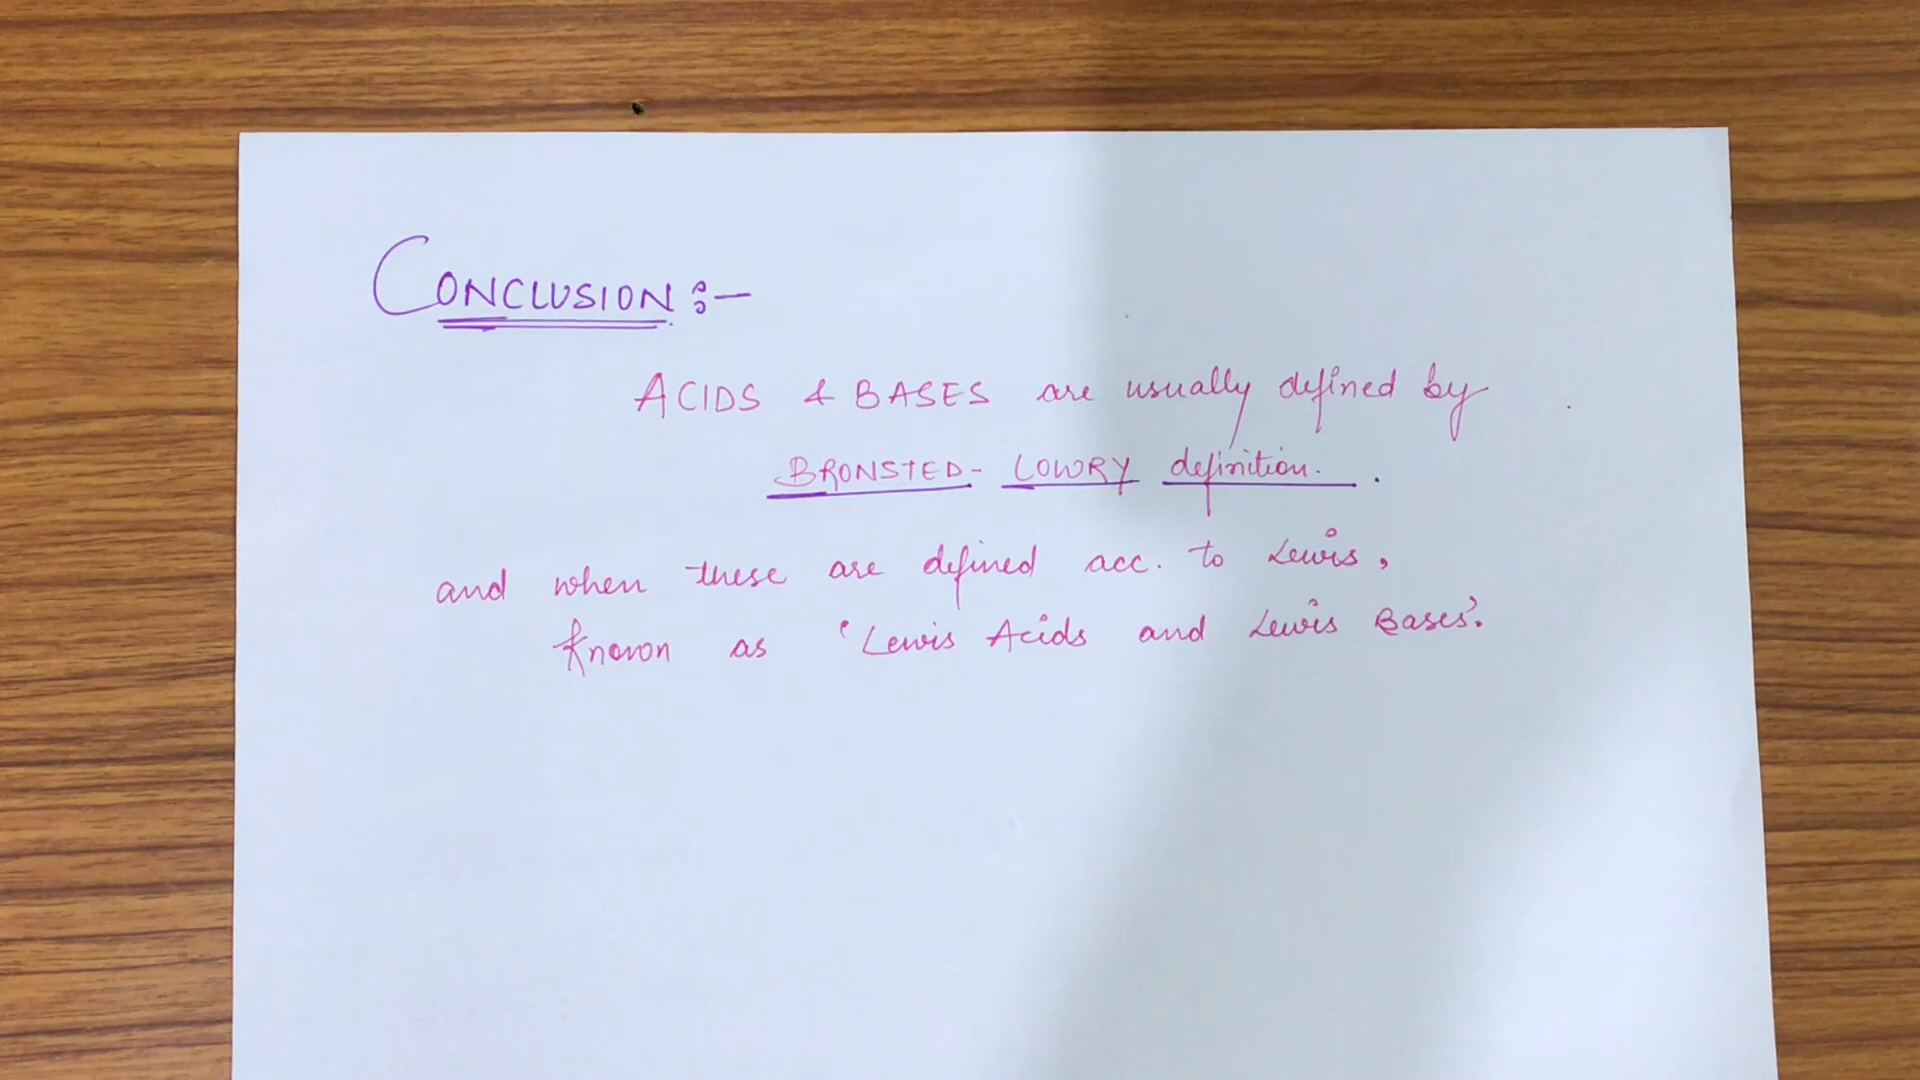 CONCLUSION :-
ACIDS & BASES are usually defined by
BRONSTED- LOWRY definition. .
and when these are defined acc. to Lewis,
Known as 'Lewis Acids and Lewis Bases'.